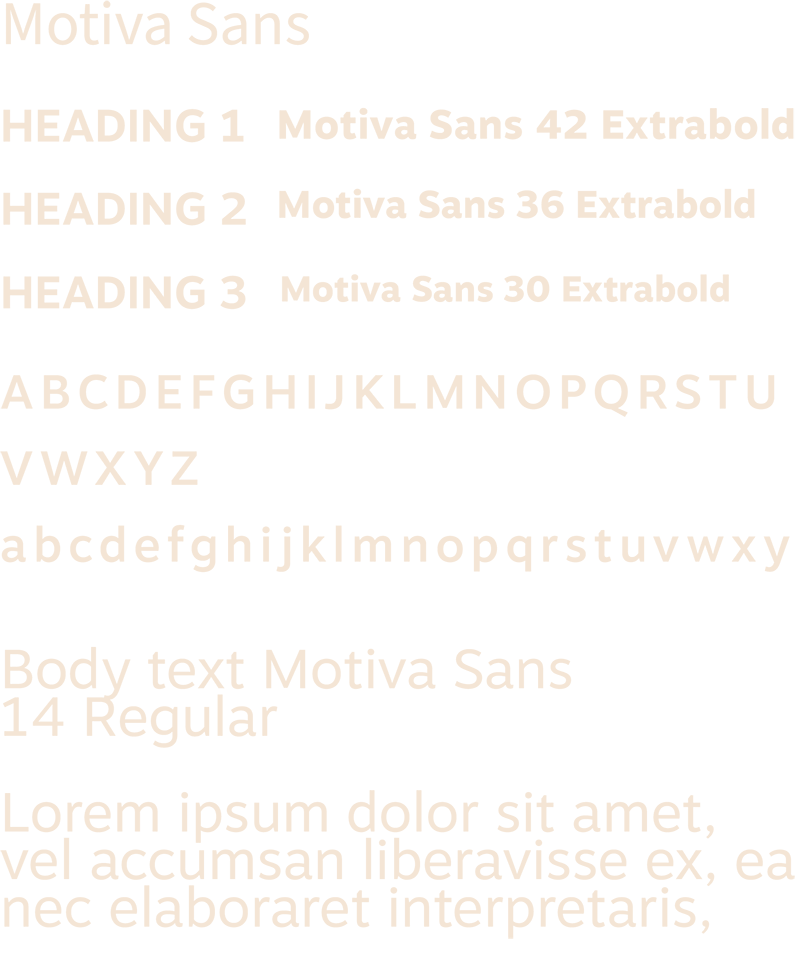 Motiva Sans
HEADING 1 Motiva Sans 42 Extrabold
HEADING 2 Motiva Sans 36 Extrabold
HEADING 3 Motiva Sans 30 Extrabold
A B C D E F G H I J K L M N O P Q R S T U
V W X Y Z
a b c d e f g h i j k l m n o p q r s t u v w x y
Body text Motiva Sans
14 Regular
Lorem ipsum dolor sit amet,
vel accumsan liberavisse ex, ea
nec elaboraret interpretaris,